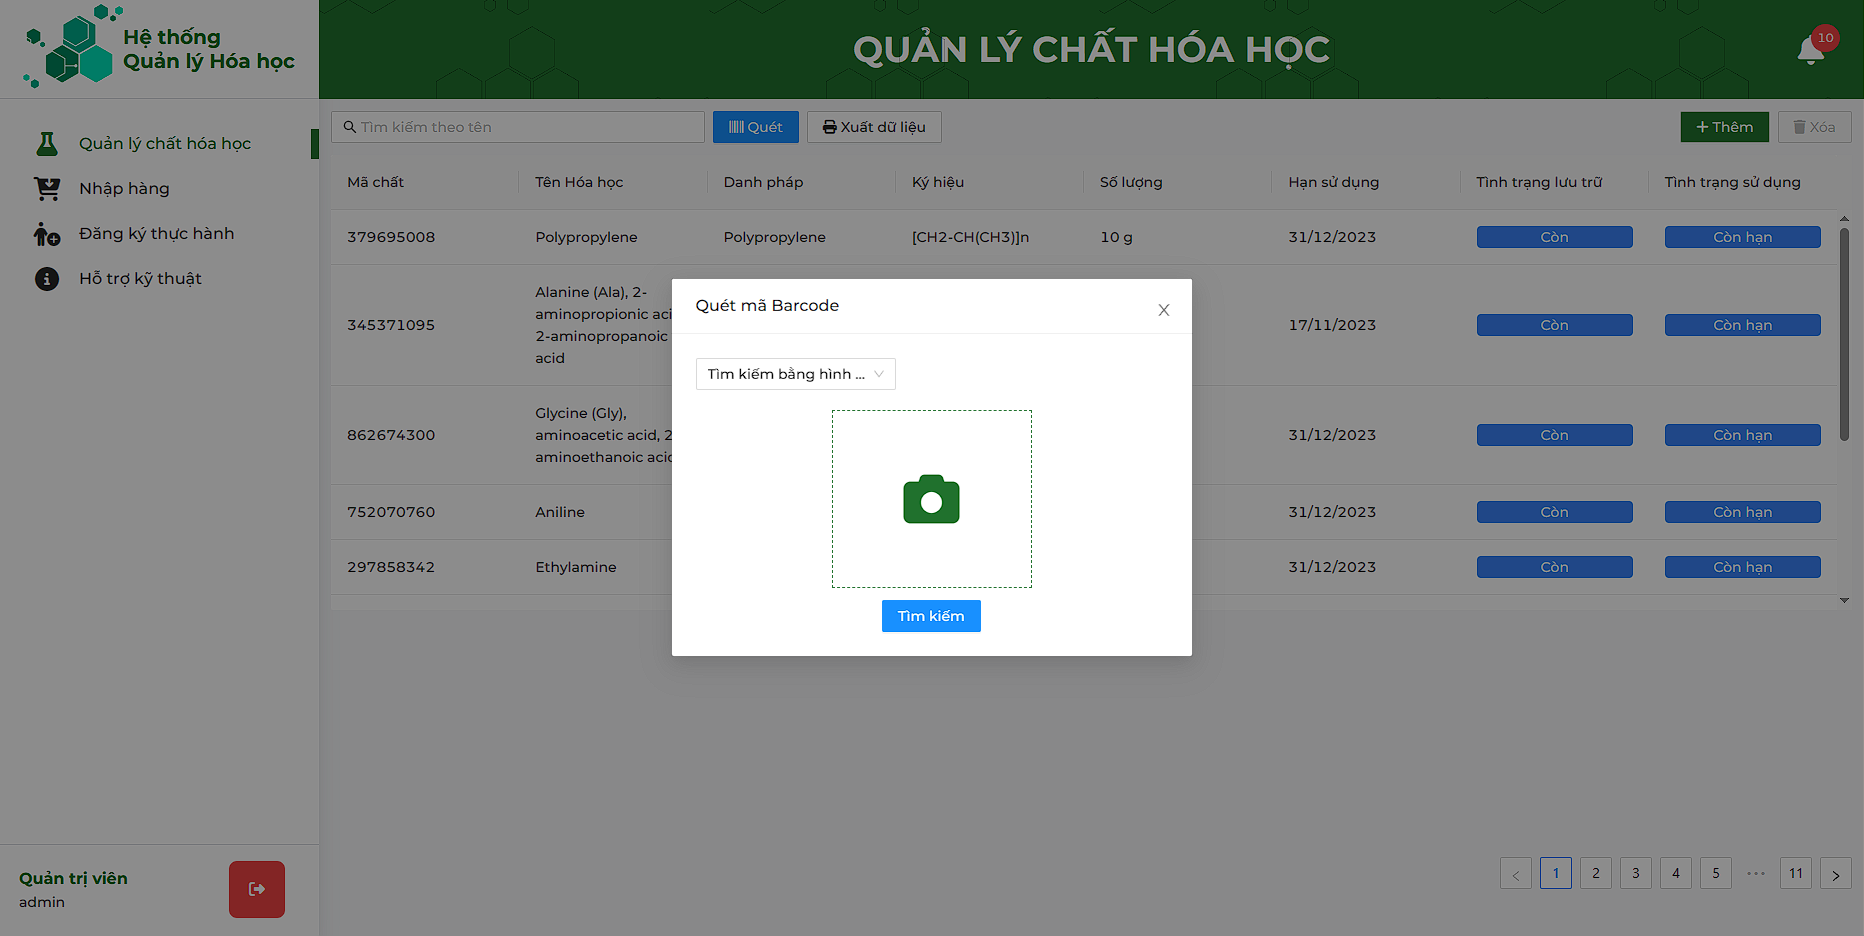 Hệ thống
Quản lý Hóa học
QUẢN LÝ CHẤT HÓA HỌC
10
Quản lý chất hóa học
Nhập hàng
Đăng ký thực hành
Hỗ trợ kỹ thuật
Tìm kiếm theo tên
Quét
Xuất dữ liệu
Thêm
Xóa
Mã chất Tên Hóa học Danh pháp Ký hiệu Số lượng Hạn sử dụng Tình trạng lưu trữ Tình trạng sử dụng
379695008 Polypropylene Polypropylene [CH2-CH(CH3)]n 10 g 31/12/2023 Còn Còn hạn
Alanine (Ala), 2-
aminopropionic aci
345371095 17/11/2023 Còn Còn hạn
2-aminopropanoic
acid
Glycine (Gly),
862674300 aminoacetic acid, 2 31/12/2023 Còn Còn hạn
aminoethanoic acid
752070760 Aniline 31/12/2023 Còn Còn hạn
297858342 Ethylamine 31/12/2023 Còn Còn hạn
Quét mã Barcode
Tìm kiếm bằng hình ...
Tìm kiếm
Quản trị viên
admin
< 1 2 3 4 5 ••• 11 >